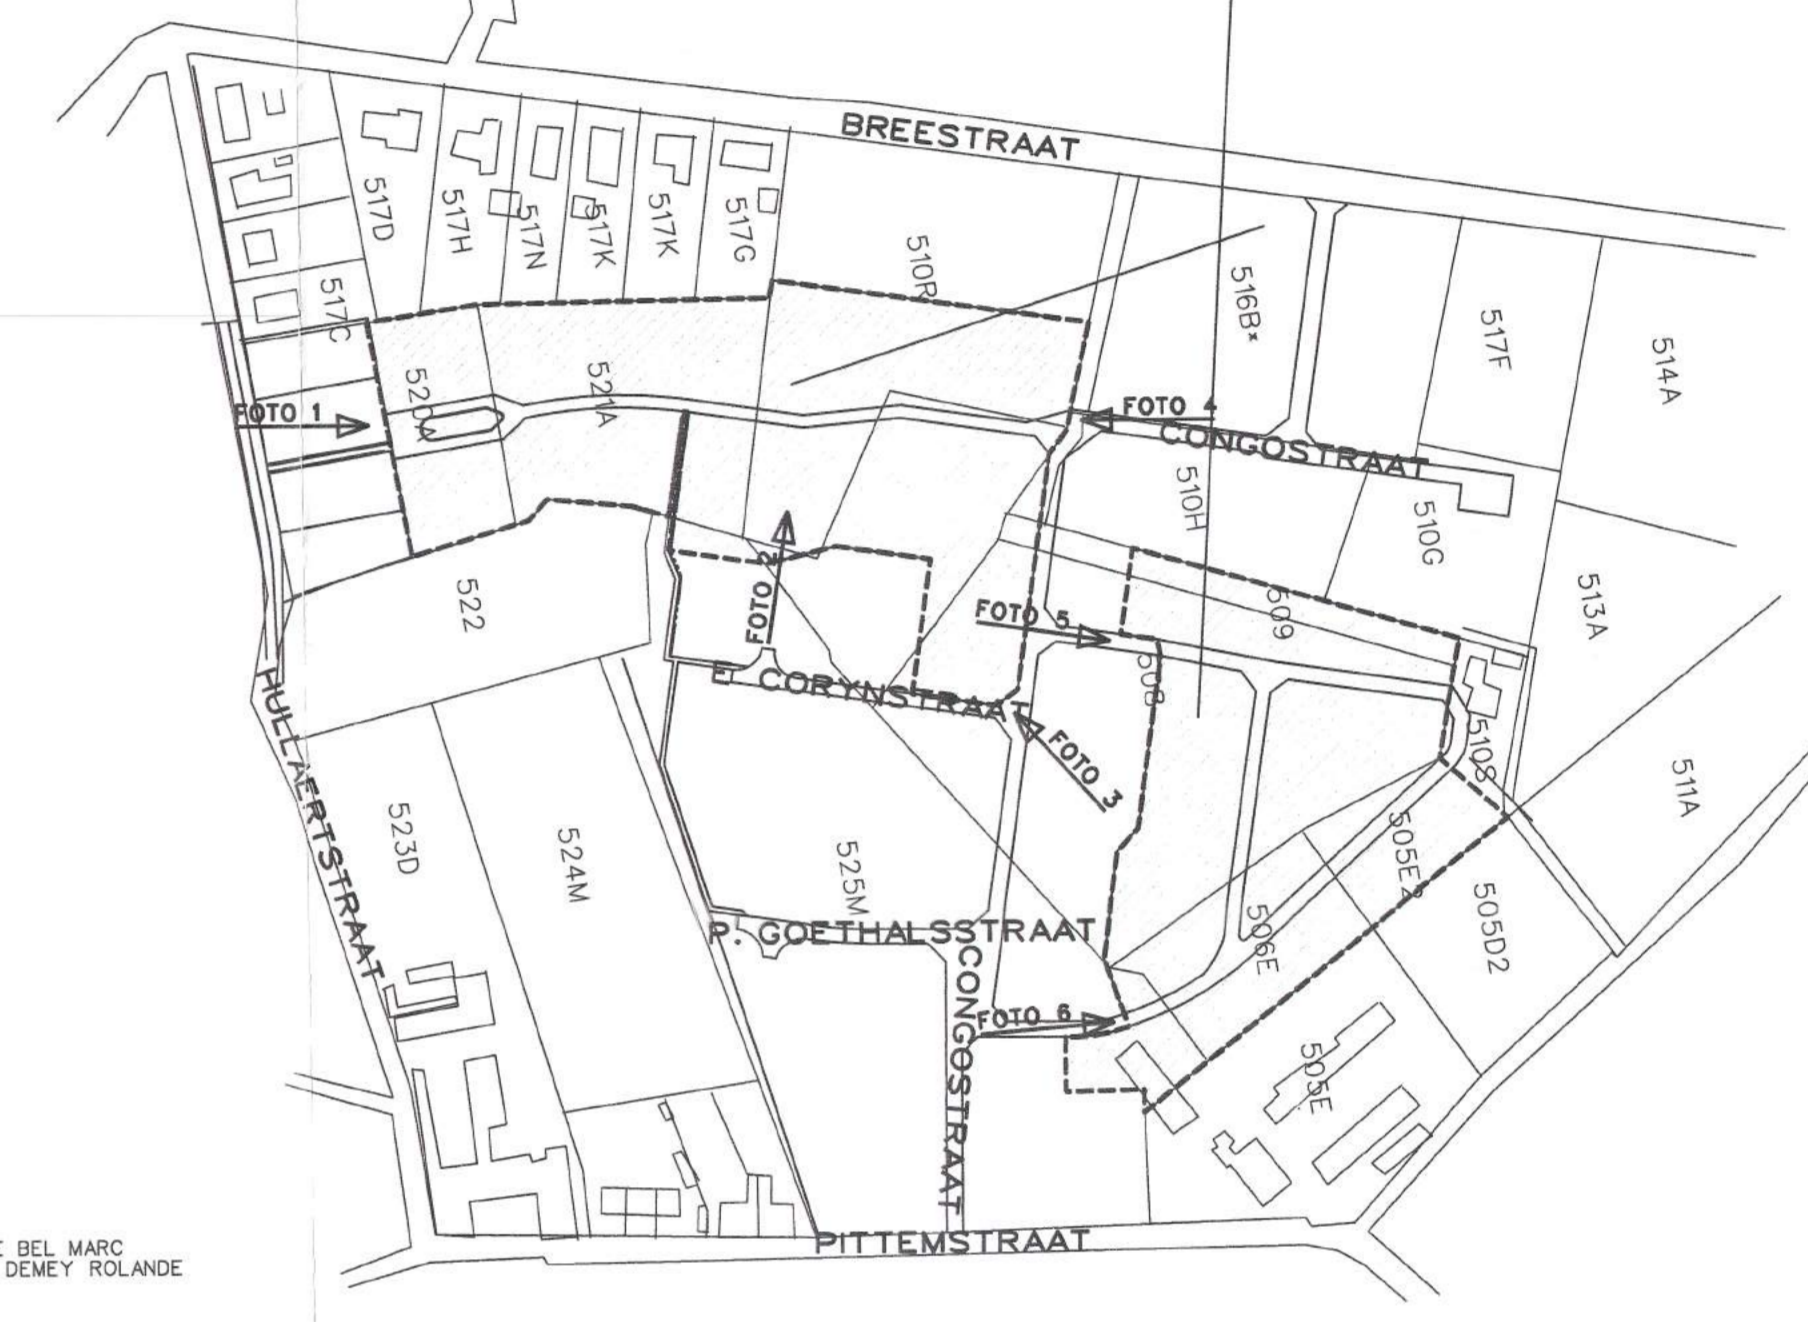 BREESTRAAT
517D
517H
517N
517K
517K
517G
510R
516B*
517F
514A
517C
520A
521A
FOTO 1
FOTO 4
CONGOSTRAAT
510H
510G
513A
522
FOTO 2
FOTO 5
509
508
E CORYNSTRAAT
FOTO 3
5108
511A
HULLAERTSTRAAT
523D
524M
525M
505E2
505D2
506E
P. GOETHALSSTRAAT
CONGOSTRAAT
FOTO 6
505E
PITTEMSTRAAT
BEL MARC
DEMEY ROLANDE